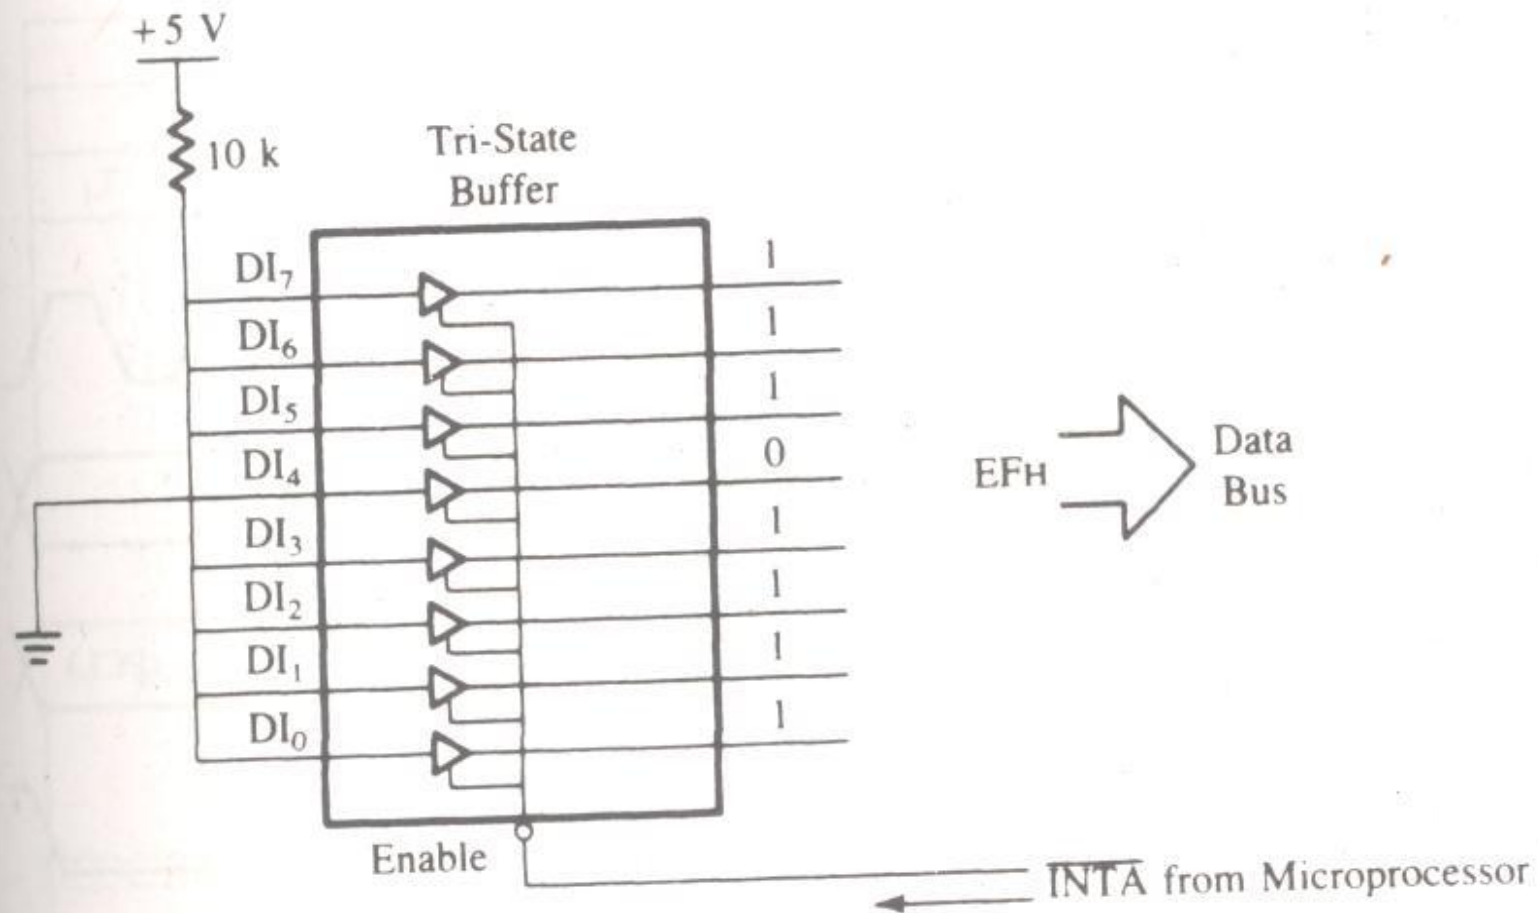 +5 V
10 k
Tri-State
Buffer
DI₇
1
DI₆
1
DI₅
1
DI₄
0
DI₃
1
DI₂
1
DI₁
1
DI₀
1
EFH
Data
Bus
Enable
I̅N̅T̅A̅ from Microprocessor